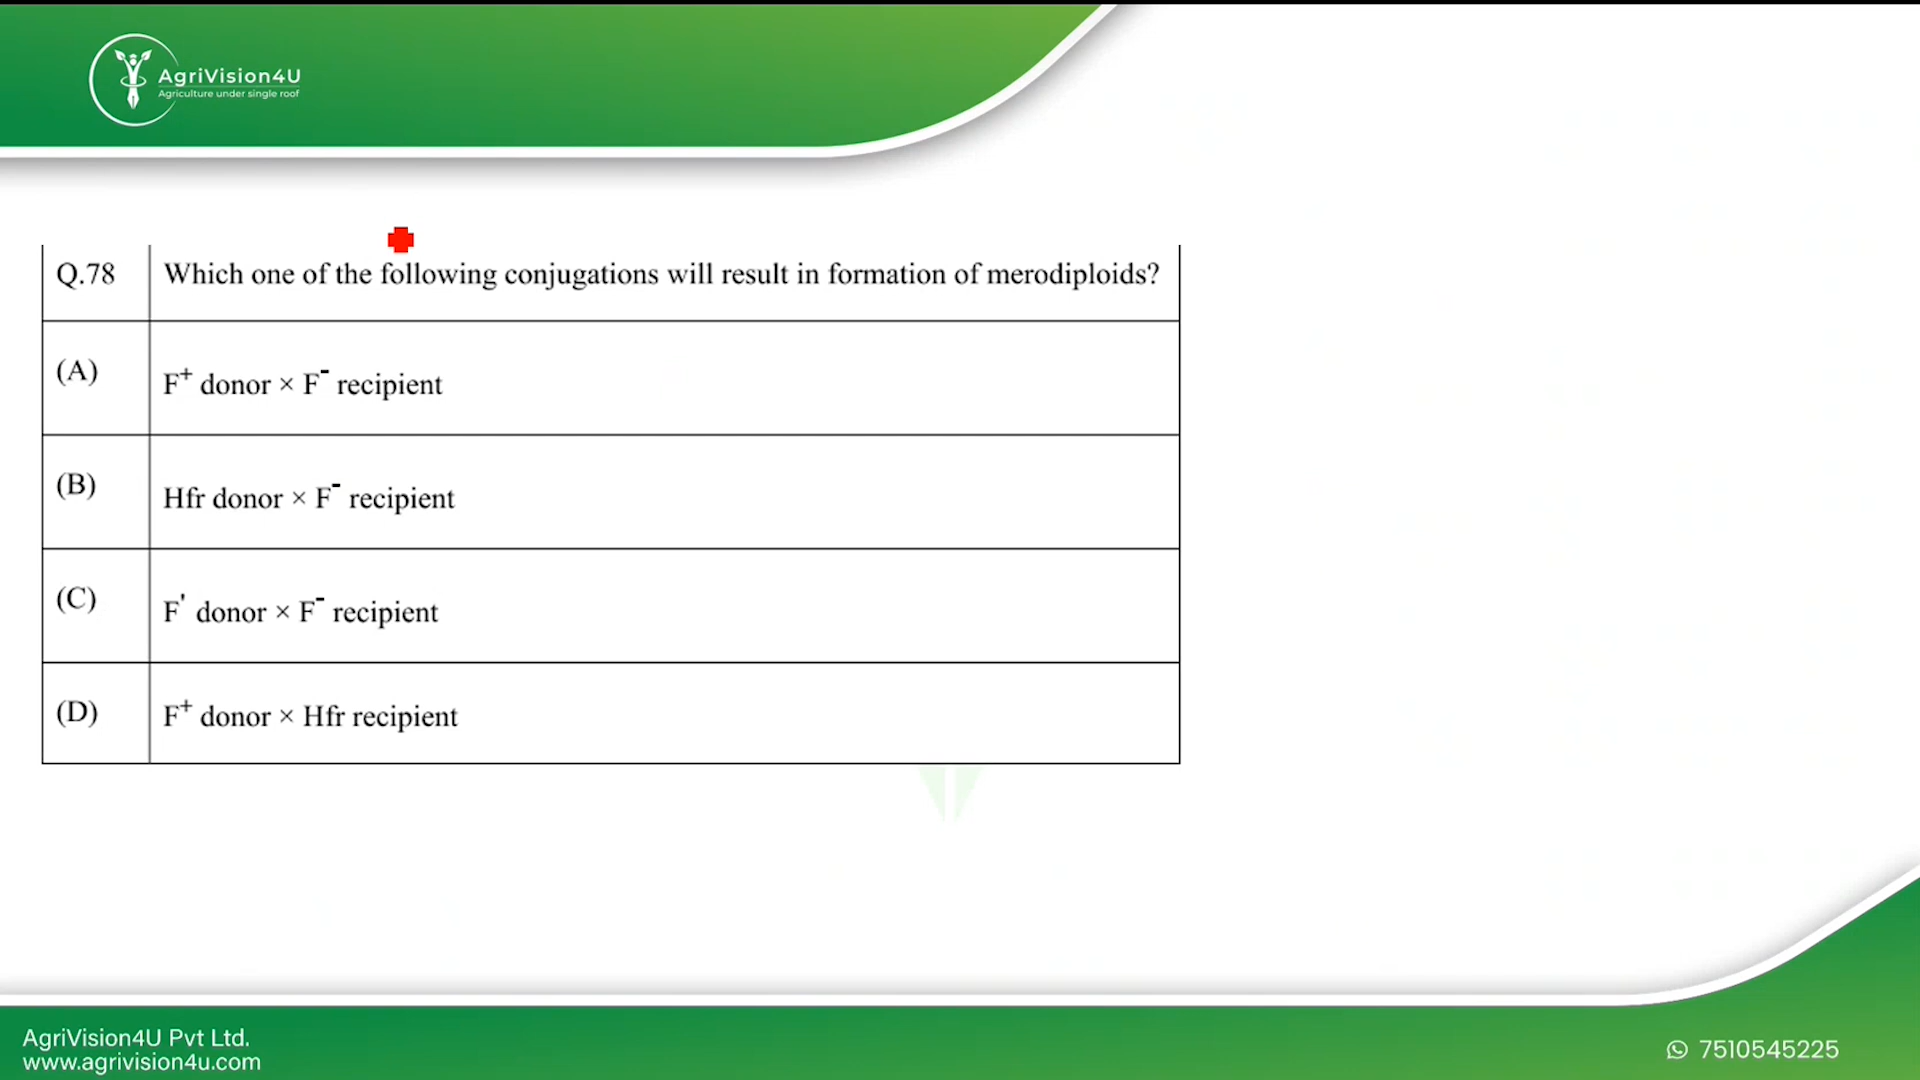 AgriVision4U
Agriculture under single roof
Q.78 Which one of the following conjugations will result in formation of merodiploids?
(A) F⁺ donor × F⁻ recipient
(B) Hfr donor × F⁻ recipient
(C) F' donor × F⁻ recipient
(D) F⁺ donor × Hfr recipient
AgriVision4U Pvt Ltd.
www.agrivision4u.com
7510545225